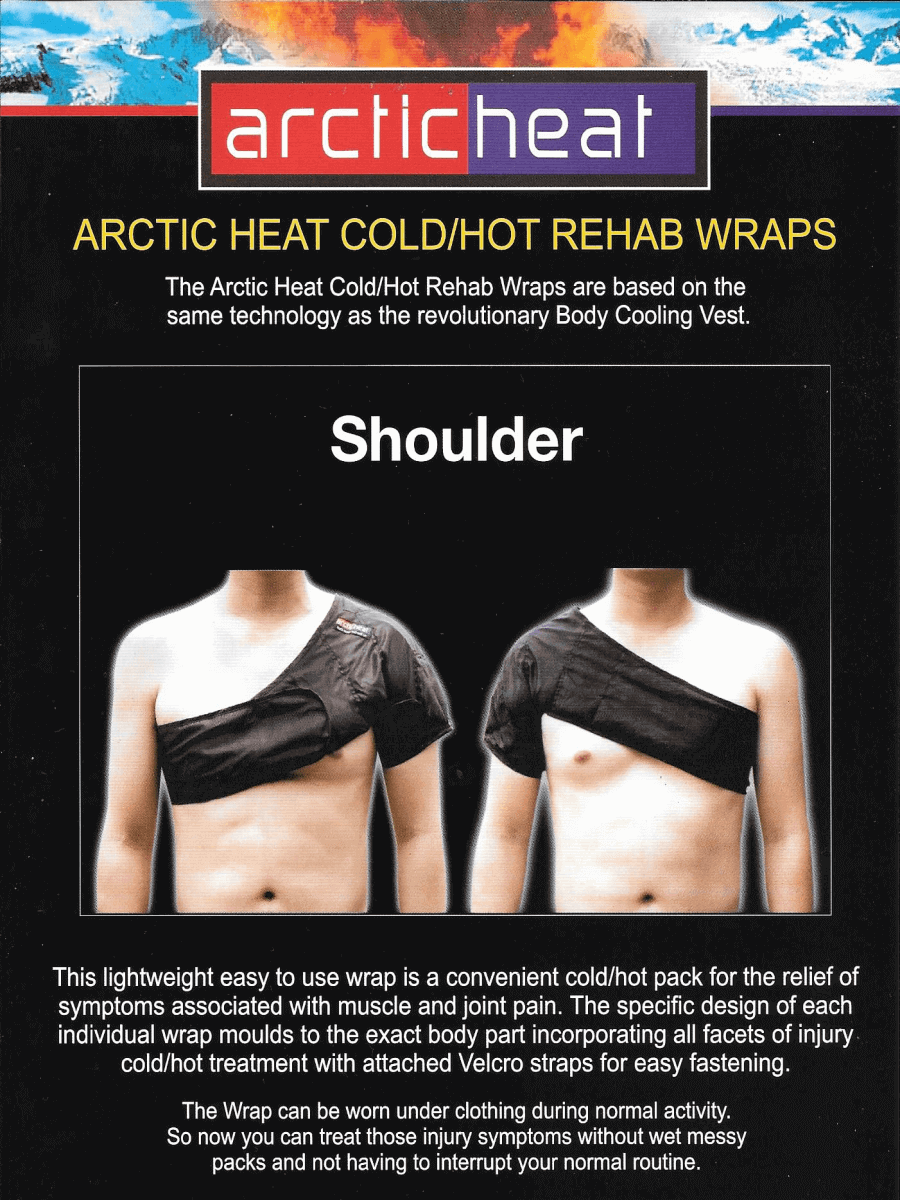 arcticheat
ARCTIC HEAT COLD/HOT REHAB WRAPS
The Arctic Heat Cold/Hot Rehab Wraps are based on the
same technology as the revolutionary Body Cooling Vest.
Shoulder
arcticheat
This lightweight easy to use wrap is a convenient cold/hot pack for the relief of
symptoms associated with muscle and joint pain. The specific design of each
individual wrap moulds to the exact body part incorporating all facets of injury
cold/hot treatment with attached Velcro straps for easy fastening.
The Wrap can be worn under clothing during normal activity.
So now you can treat those injury symptoms without wet messy
packs and not having to interrupt your normal routine.